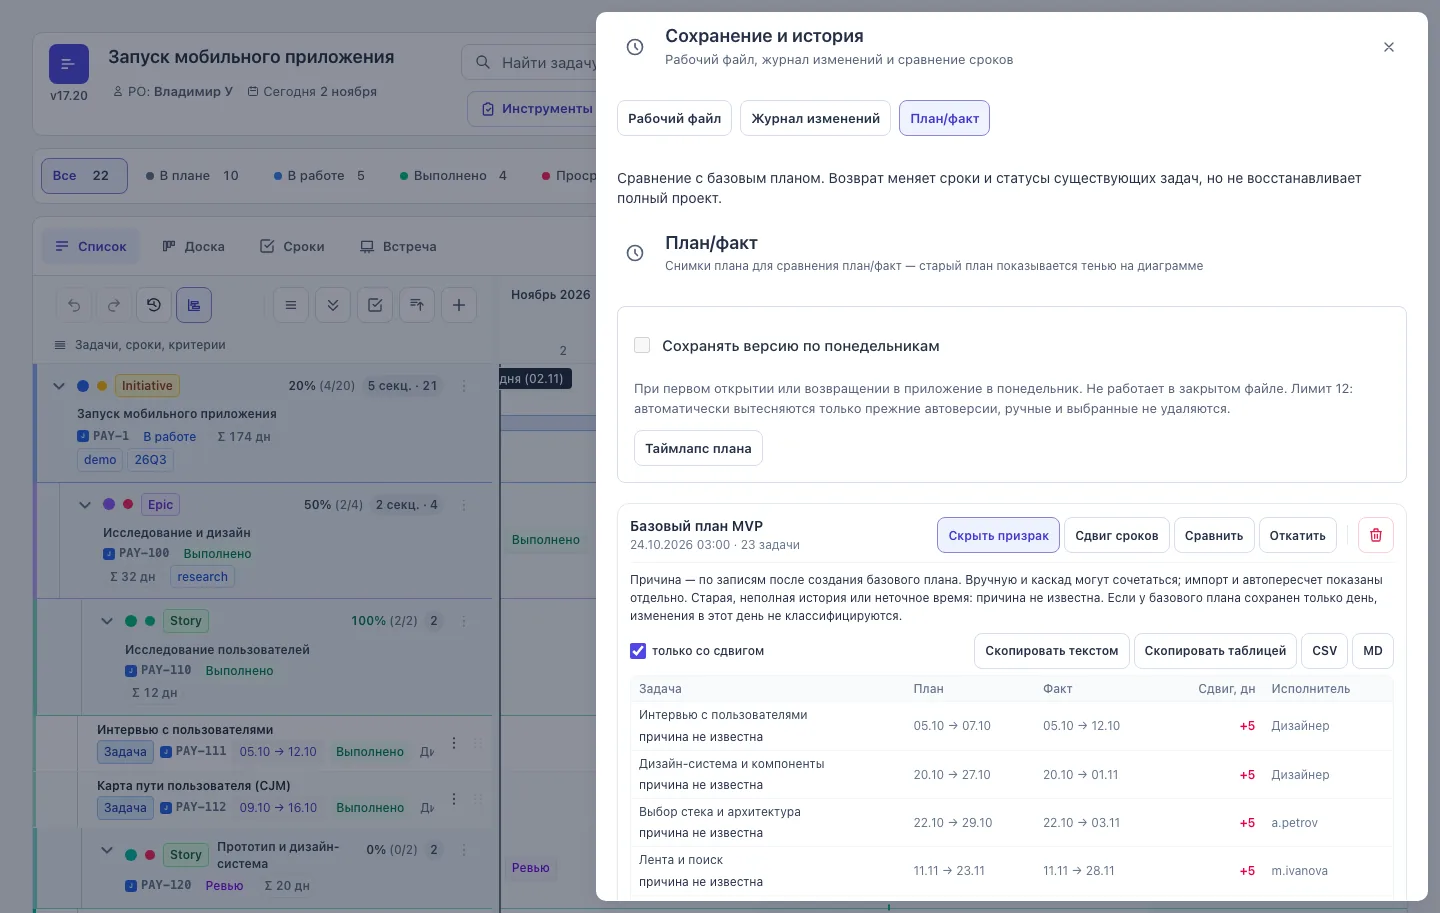 Запуск мобильного приложения
v17.20
PO: Владимир У
Сегодня 2 ноября
Найти задачу
Инструменты
Все 22
В плане 10
В работе 5
Выполнено 4
Список
Доска
Сроки
Встреча
Ноябрь 2026
Задачи, сроки, критерии
2
дня (02.11)
Initiative
20% (4/20)
5 секц. · 21
Запуск мобильного приложения
PAY-1 В работе Σ 174 дн
demo 26Q3
Epic
50% (2/4)
2 секц. · 4
Исследование и дизайн
PAY-100 Выполнено
Σ 32 дн research
Выполнено
Story
100% (2/2) 2
Исследование пользователей
PAY-110 Выполнено
Σ 12 дн
Интервью с пользователями
Задача PAY-111 05.10 → 12.10 Выполнено
Карта пути пользователя (CJM)
Задача PAY-112 09.10 → 16.10 Выполнено
Story
Прототип и дизайн-
система
0% (0/2) 2
PAY-120 Ревью Σ 20 дн
Ревью
Сохранение и история
Рабочий файл, журнал изменений и сравнение сроков
Рабочий файл
Журнал изменений
План/факт
Сравнение с базовым планом. Возврат меняет сроки и статусы существующих задач, но не восстанавливает
полный проект.
План/факт
Снимки плана для сравнения план/факт — старый план показывается тенью на диаграмме
Сохранять версию по понедельникам
При первом открытии или возвращении в приложение в понедельник. Не работает в закрытом файле. Лимит 12:
автоматически вытесняются только прежние автоверсии, ручные и выбранные не удаляются.
Таймлапс плана
Базовый план MVP
24.10.2026 03:00 · 23 задачи
Скрыть призрак
Сдвиг сроков
Сравнить
Откатить
Причина — по записям после создания базового плана. Вручную и каскад могут сочетаться; импорт и автопересчет показаны
отдельно. Старая, неполная история или неточное время: причина не известна. Если у базового плана сохранен только день,
изменения в этот день не классифицируются.
только со сдвигом
Скопировать текстом
Скопировать таблицей
CSV
MD
Задача План Факт Сдвиг, дн Исполнитель
Интервью с пользователями
причина не известна
05.10 → 07.10 05.10 → 12.10 +5 Дизайнер
Дизайн-система и компоненты
причина не известна
20.10 → 27.10 20.10 → 01.11 +5 Дизайнер
Выбор стека и архитектура
причина не известна
22.10 → 29.10 22.10 → 03.11 +5 a.petrov
Лента и поиск
причина не известна
11.11 → 23.11 11.11 → 28.11 +5 m.ivanova